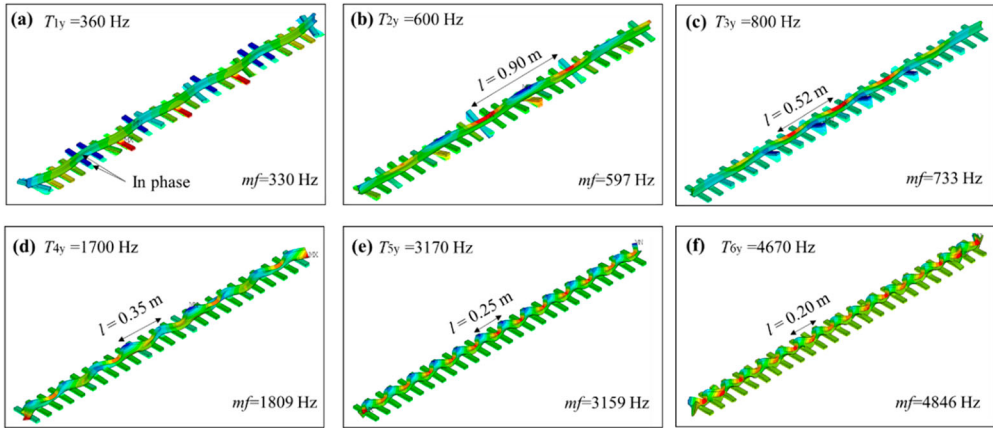 (a) T1y =360 Hz
In phase
mf=330 Hz
(b) T2y =600 Hz
l = 0.90 m
mf=597 Hz
(c) T3y =800 Hz
l = 0.52 m
mf=733 Hz
(d) T4y =1700 Hz
l = 0.35 m
mf=1809 Hz
(e) T5y =3170 Hz
l = 0.25 m
mf=3159 Hz
(f) T6y =4670 Hz
l = 0.20 m
mf=4846 Hz